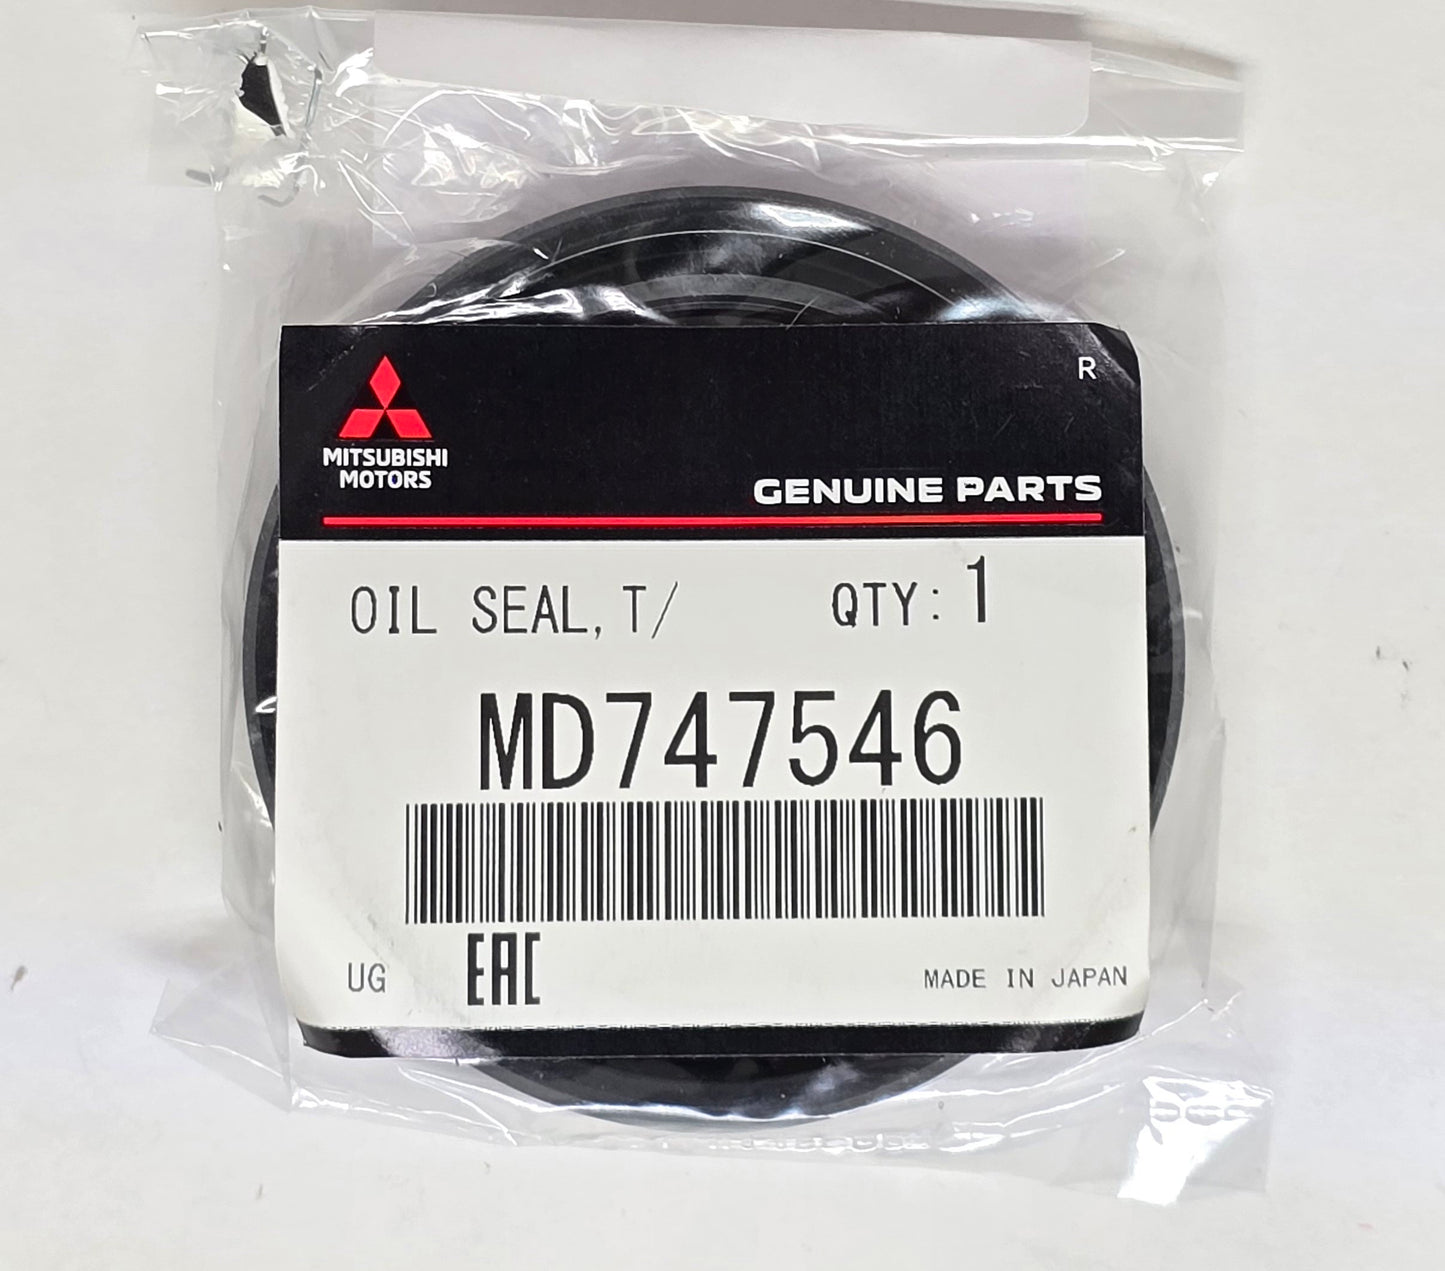 R
MITSUBISHI
MOTORS
GENUINE PARTS
OIL SEAL, T/ QTY: 1
MD747546
UG EAC MADE IN JAPAN